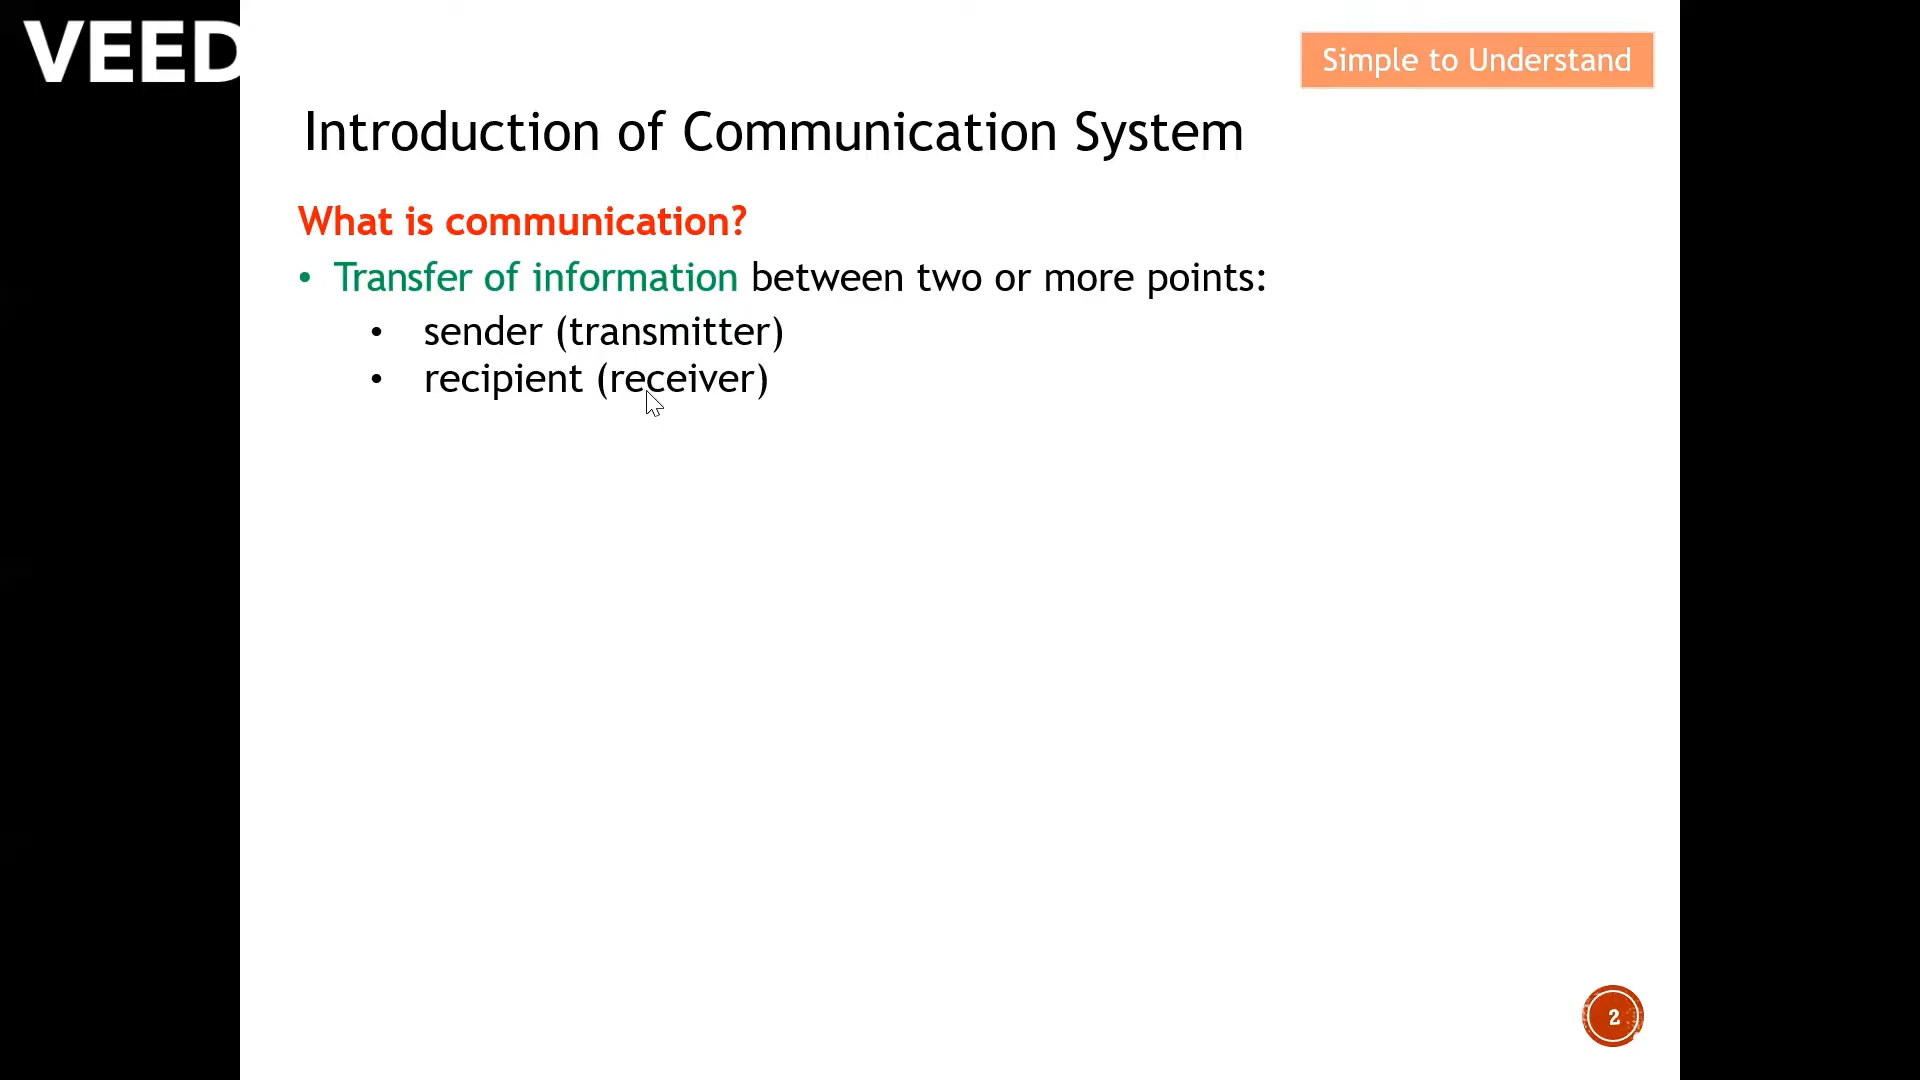 VEED
Simple to Understand
Introduction of Communication System
What is communication?
• Transfer of information between two or more points:
• sender (transmitter)
• recipient (receiver)
2